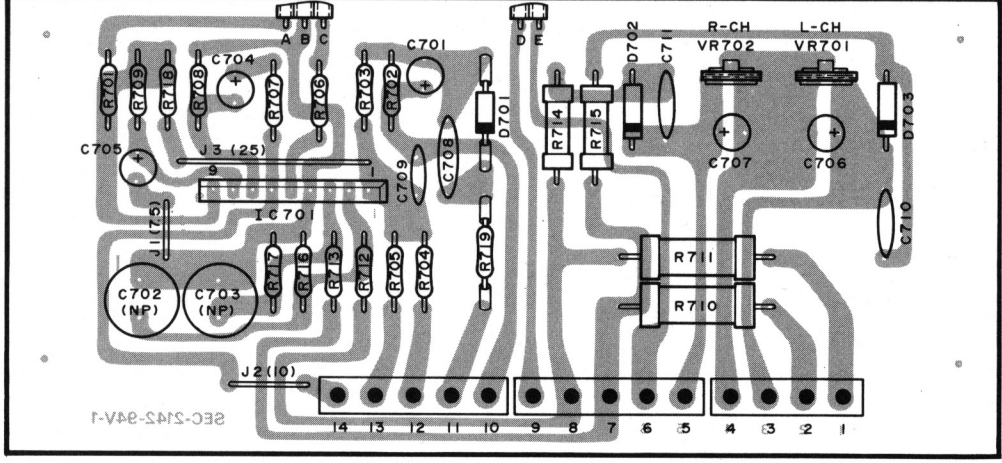 A B C
D E
R-CH L-CH
VR702 VR701
C701
D702
C711
C704
R701 R709 R718 R708 R707 R706 R703 R702
D701
R714 R715
D703
C705
C707 C706
J3 (25)
9 1
C709
C708
IC701
J1(7.5)
C710
R717 R716 R713 R712 R705 R704
R719
R711
C702
(NP)
C703
(NP)
R710
J2(10)
SEC-2142-94V-1
14 13 12 11 10 9 8 7 6 5 4 3 2 1